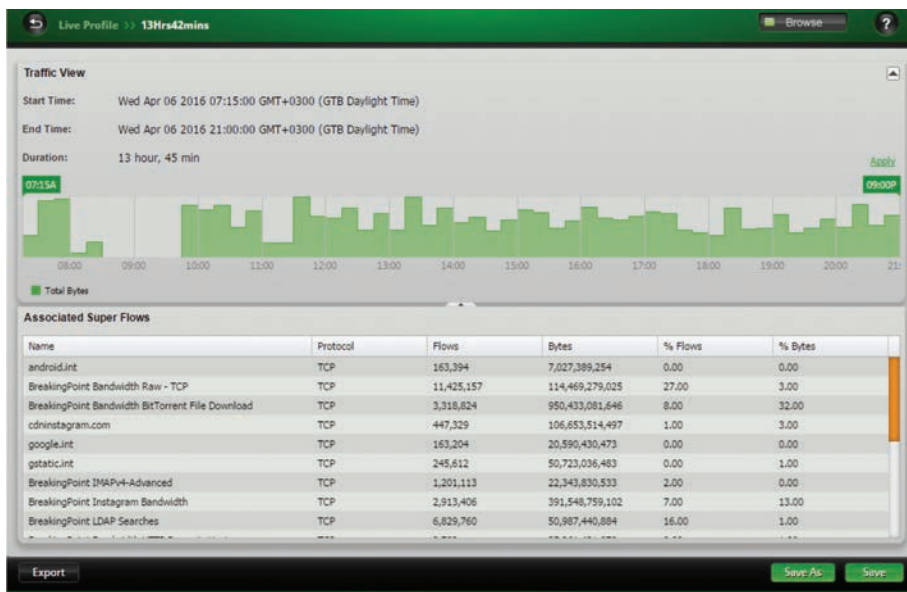 Live Profile >> 13Hrs42mins
Browse
?
Traffic View
Start Time: Wed Apr 06 2016 07:15:00 GMT+0300 (GTB Daylight Time)
End Time: Wed Apr 06 2016 21:00:00 GMT+0300 (GTB Daylight Time)
Duration: 13 hour, 45 min
Apply
07:15A 09:00P
08:00 09:00 10:00 11:00 12:00 13:00 14:00 15:00 16:00 17:00 18:00 19:00 20:00 21:
Total Bytes
Associated Super Flows
Name Protocol Flows Bytes % Flows % Bytes
android.int TCP 163,394 7,027,389,254 0.00 0.00
BreakingPoint Bandwidth Raw - TCP TCP 11,425,157 114,469,279,025 27.00 3.00
BreakingPoint Bandwidth BitTorrent File Download TCP 3,318,824 950,433,081,646 8.00 32.00
cdninstagram.com TCP 447,329 106,653,514,497 1.00 3.00
google.int TCP 163,204 20,590,430,473 0.00 0.00
gstatic.int TCP 245,612 50,723,036,483 0.00 1.00
BreakingPoint IMAPv4-Advanced TCP 1,201,113 22,343,830,533 2.00 0.00
BreakingPoint Instagram Bandwidth TCP 2,913,406 391,548,759,102 7.00 13.00
BreakingPoint LDAP Searches TCP 6,829,760 50,987,440,884 16.00 1.00
Export
Save As
Save